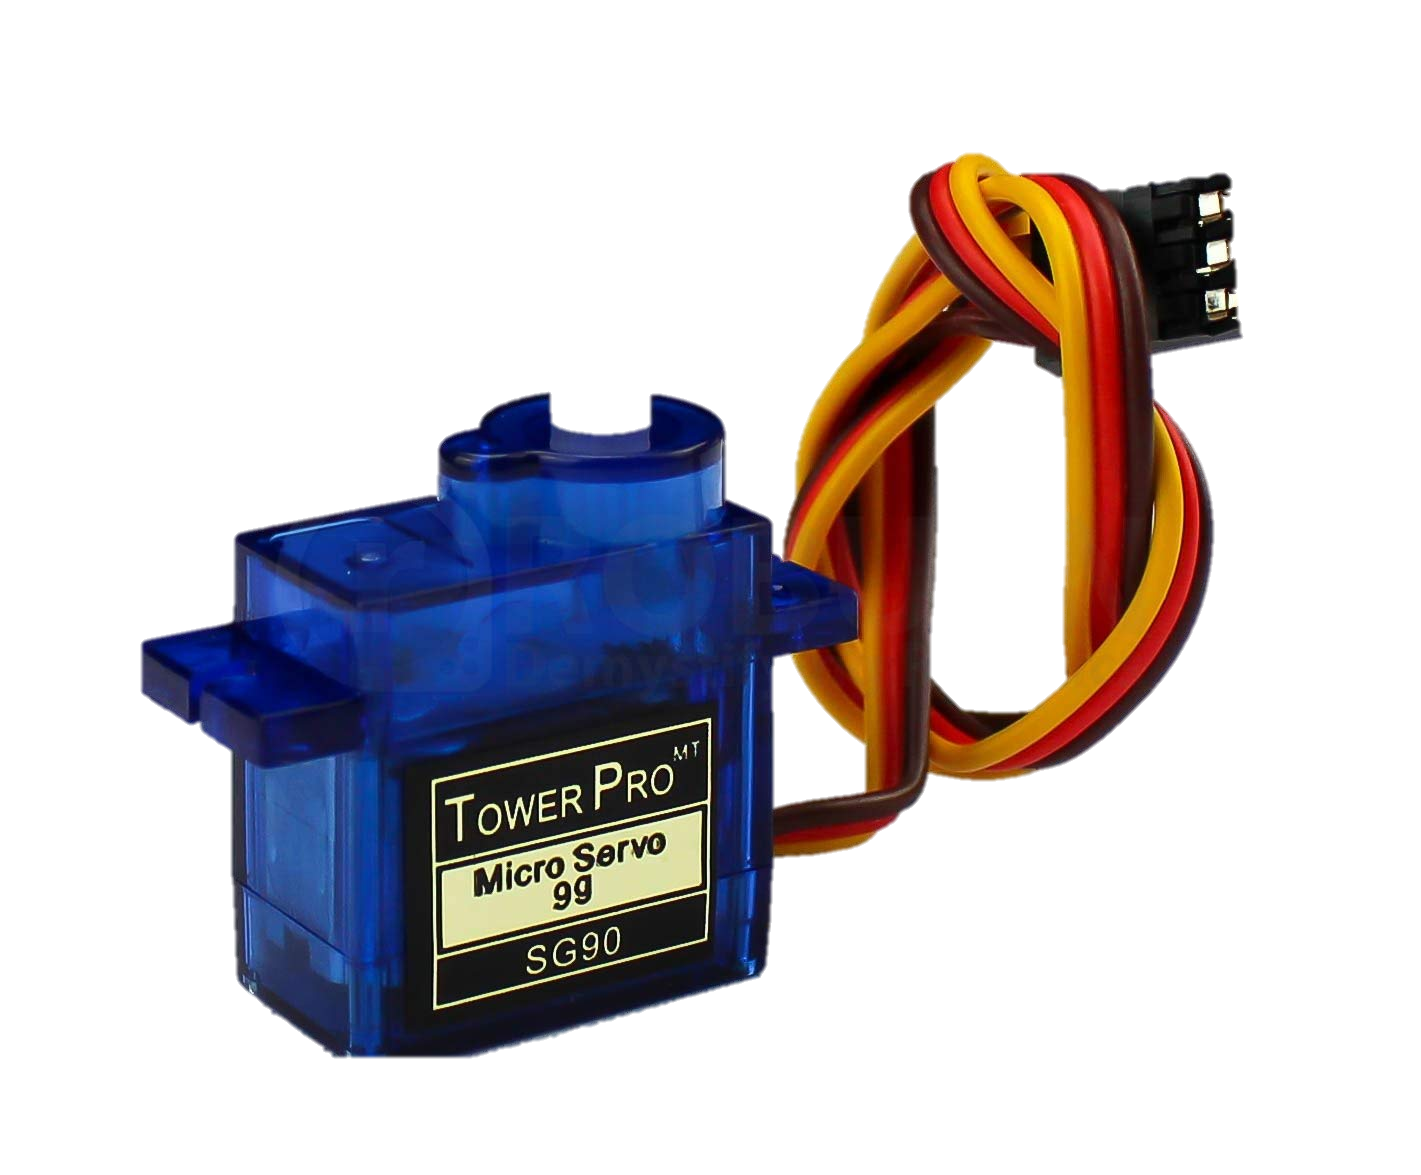 TOWER PRO MT
Micro Servo
9g
SG90